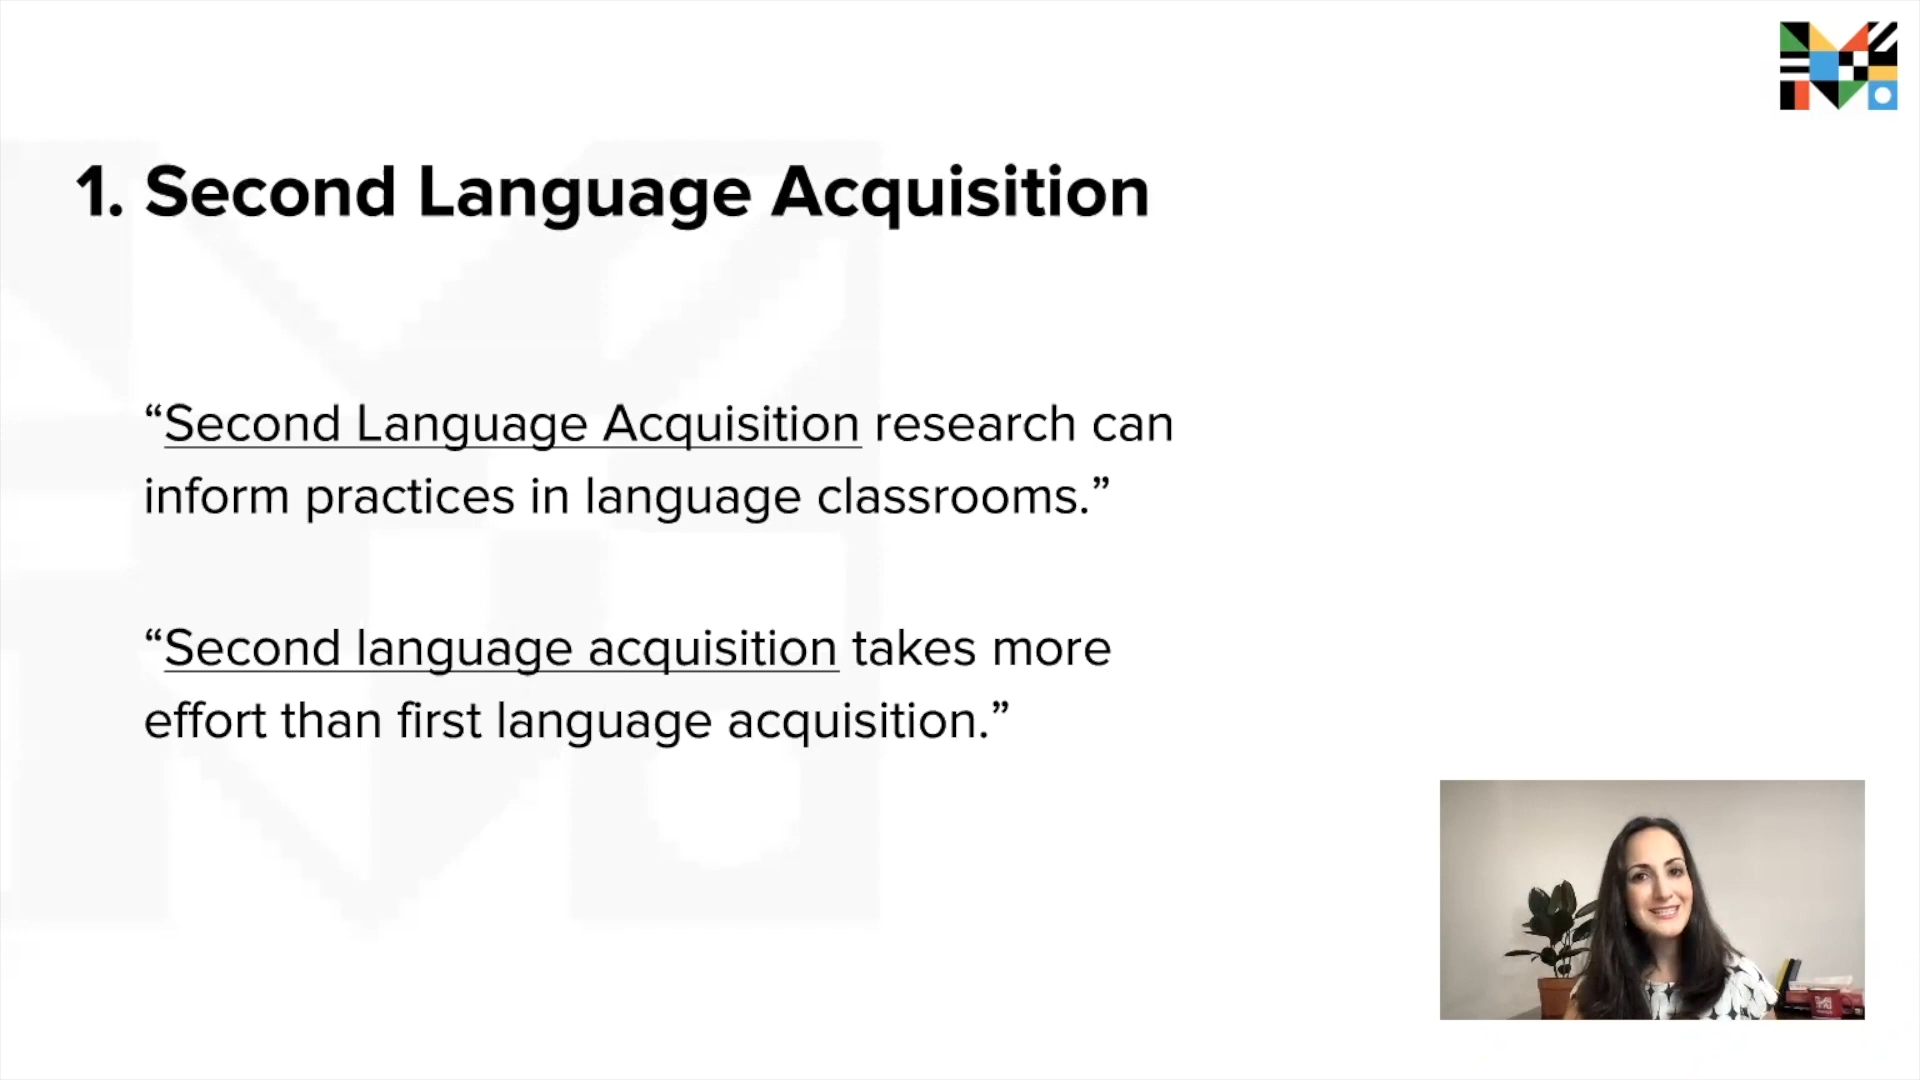 1. Second Language Acquisition
“Second Language Acquisition research can
inform practices in language classrooms.”
“Second language acquisition takes more
effort than first language acquisition.”